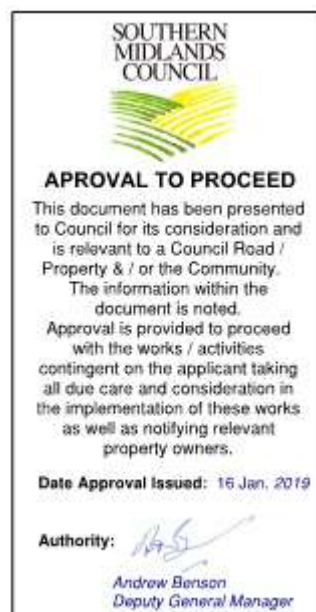 SOUTHERN
MIDLANDS
COUNCIL
APROVAL TO PROCEED
This document has been presented
to Council for its consideration and
is relevant to a Council Road /
Property & / or the Community.
The information within the
document is noted.
Approval is provided to proceed
with the works / activities
contingent on the applicant taking
all due care and consideration in
the implementation of these works
as well as notifying relevant
property owners.
Date Approval Issued: 16 Jan, 2019
Authority:
Andrew Benson
Deputy General Manager